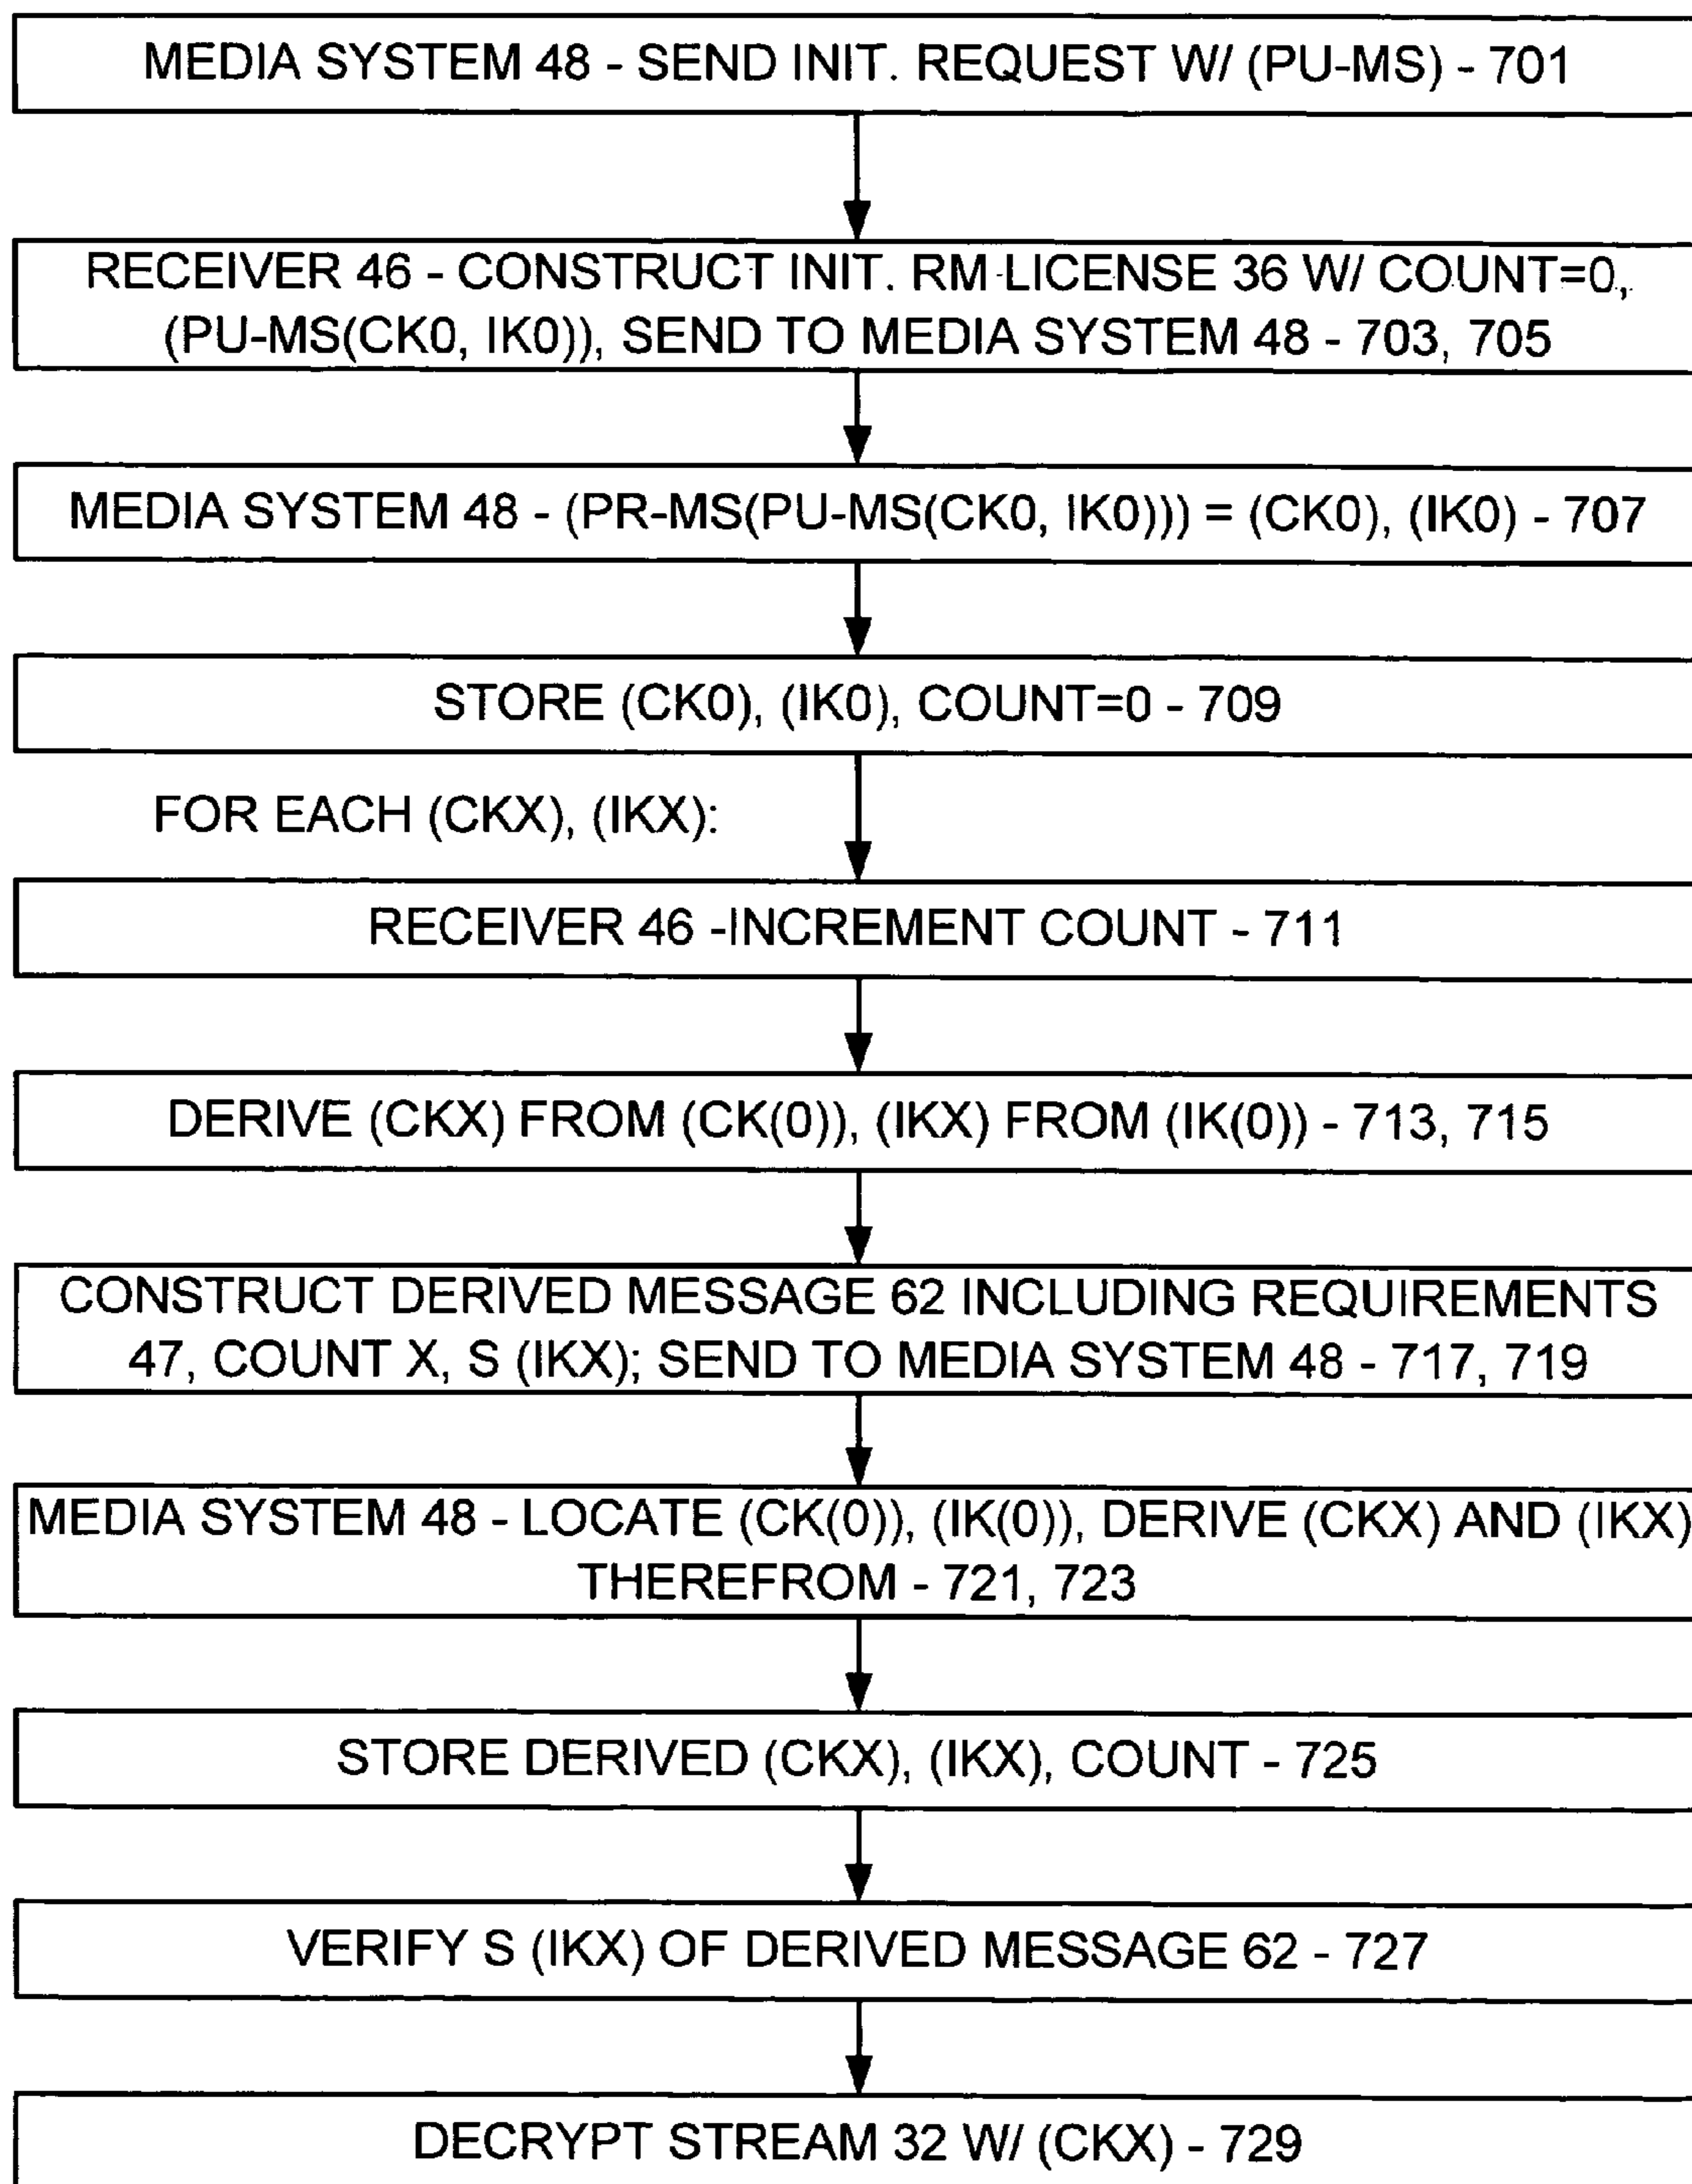 MEDIA SYSTEM 48 - SEND INIT. REQUEST W/ (PU-MS) - 701
RECEIVER 46 - CONSTRUCT INIT. RM LICENSE 36 W/ COUNT=0,
(PU-MS(CK0, IK0)), SEND TO MEDIA SYSTEM 48 - 703, 705
MEDIA SYSTEM 48 - (PR-MS(PU-MS(CK0, IK0))) = (CK0), (IK0) - 707
STORE (CK0), (IK0), COUNT=0 - 709
FOR EACH (CKX), (IKX):
RECEIVER 46 -INCREMENT COUNT - 711
DERIVE (CKX) FROM (CK(0)), (IKX) FROM (IK(0)) - 713, 715
CONSTRUCT DERIVED MESSAGE 62 INCLUDING REQUIREMENTS
47, COUNT X, S (IKX); SEND TO MEDIA SYSTEM 48 - 717, 719
MEDIA SYSTEM 48 - LOCATE (CK(0)), (IK(0)), DERIVE (CKX) AND (IKX)
THEREFROM - 721, 723
STORE DERIVED (CKX), (IKX), COUNT - 725
VERIFY S (IKX) OF DERIVED MESSAGE 62 - 727
DECRYPT STREAM 32 W/ (CKX) - 729